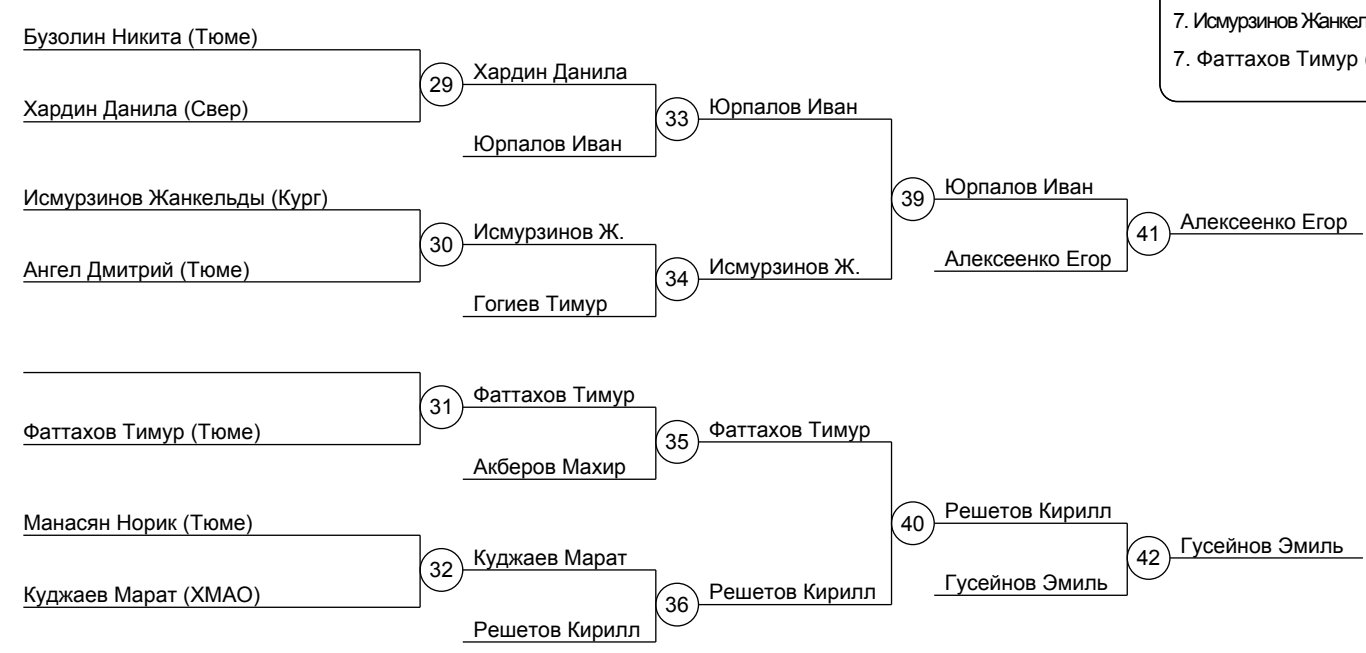 7. Исмурзинов
7. Фаттахов Тимур
Бузолин Никита (Тюме)
29
Хардин Данила
Хардин Данила (Свер)
33
Юрпалов Иван
Юрпалов Иван
Исмурзинов Жанкельды (Кург)
39
Юрпалов Иван
30
Исмурзинов Ж.
41
Алексеенко Егор
Ангел Дмитрий (Тюме)
34
Исмурзинов Ж.
Алексеенко Егор
Гогиев Тимур
31
Фаттахов Тимур
Фаттахов Тимур (Тюме)
35
Фаттахов Тимур
Акберов Махир
Манасян Норик (Тюме)
40
Решетов Кирилл
32
Куджаев Марат
42
Гусейнов Эмиль
Куджаев Марат (ХМАО)
36
Решетов Кирилл
Гусейнов Эмиль
Решетов Кирилл